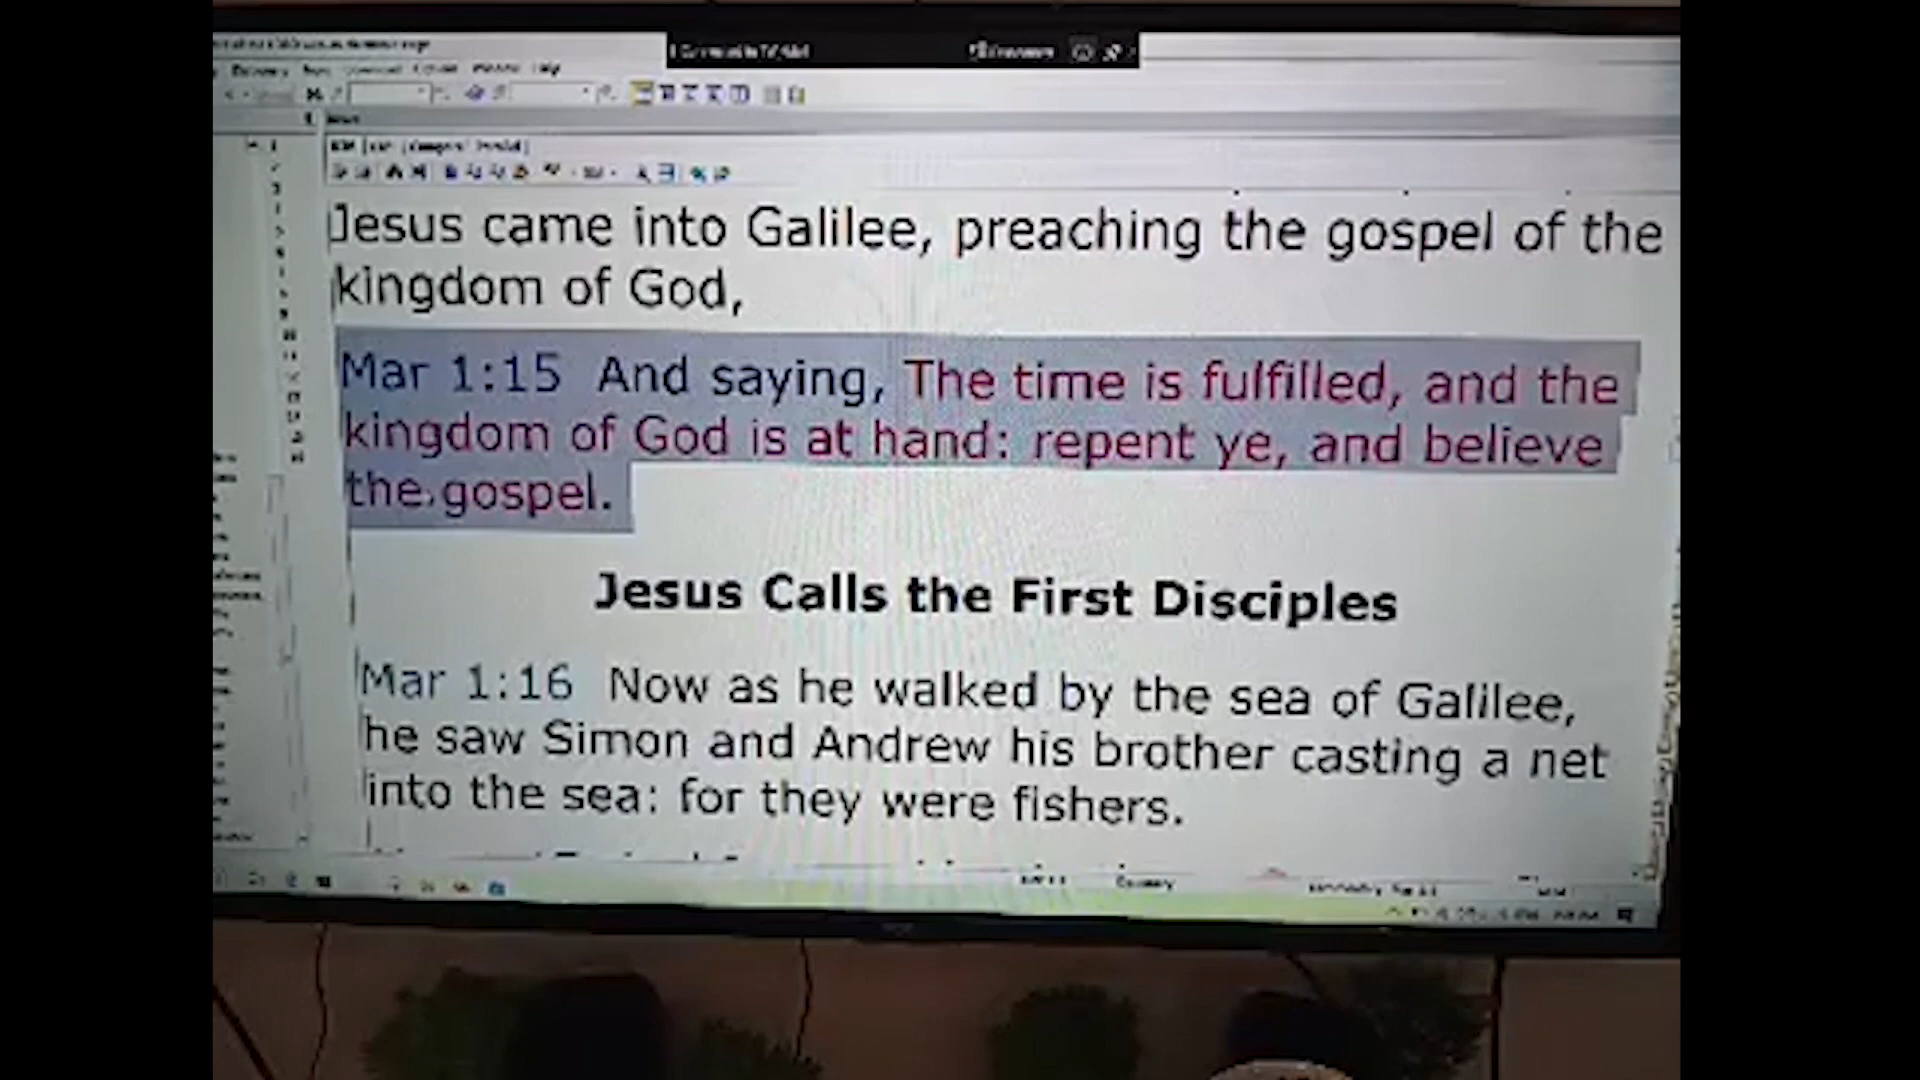 Jesus came into Galilee, preaching the gospel of the
kingdom of God,
Mar 1:15 And saying, The time is fulfilled, and the
kingdom of God is at hand: repent ye, and believe
the gospel.
Jesus Calls the First Disciples
Mar 1:16 Now as he walked by the sea of Galilee,
he saw Simon and Andrew his brother casting a net
into the sea: for they were fishers.